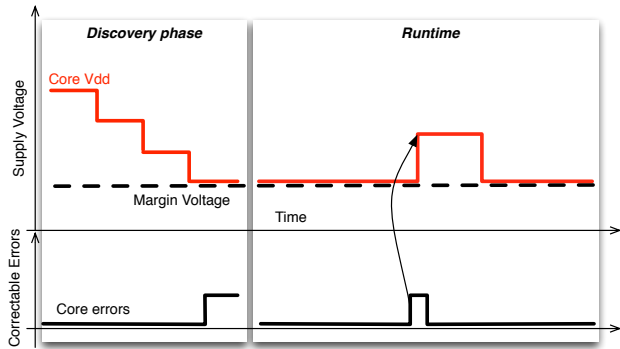 Discovery phase
Runtime
Supply Voltage
Core Vdd
Margin Voltage
Time
Correctable Errors
Core errors